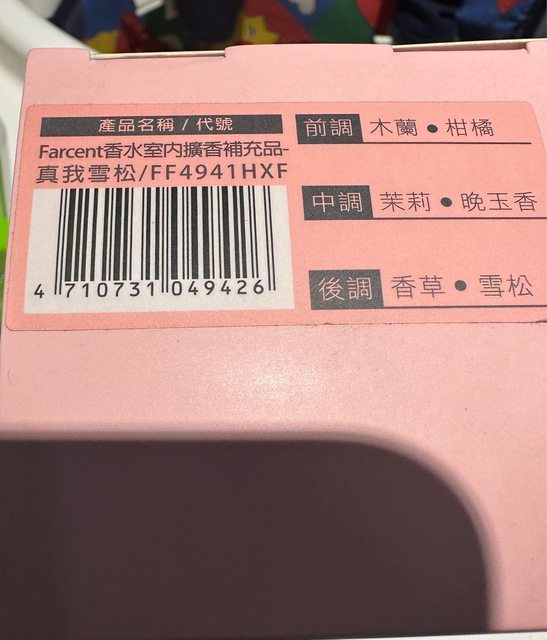 產品名稱 / 代號
Farcent香水室內擴香補充品-
真我雪松/FF4941HXF
4 710731 049426
前調 木蘭 ● 柑橘
中調 茉莉 ● 晚玉香
後調 香草 ● 雪松